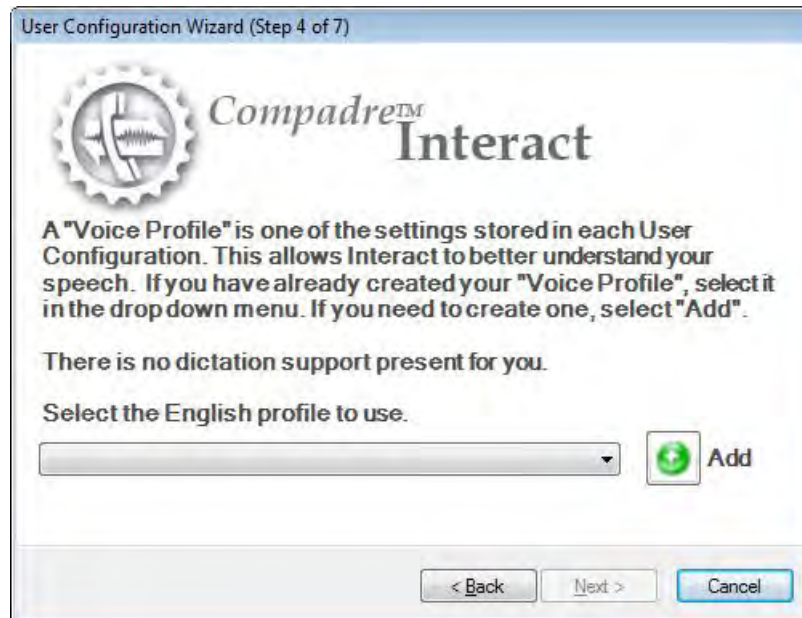 User Configuration Wizard (Step 4 of 7)
Compadre™
Interact
A "Voice Profile" is one of the settings stored in each User
Configuration. This allows Interact to better understand your
speech. If you have already created your "Voice Profile", select it
in the drop down menu. If you need to create one, select "Add".
There is no dictation support present for you.
Select the English profile to use.
Add
< Back Next > Cancel